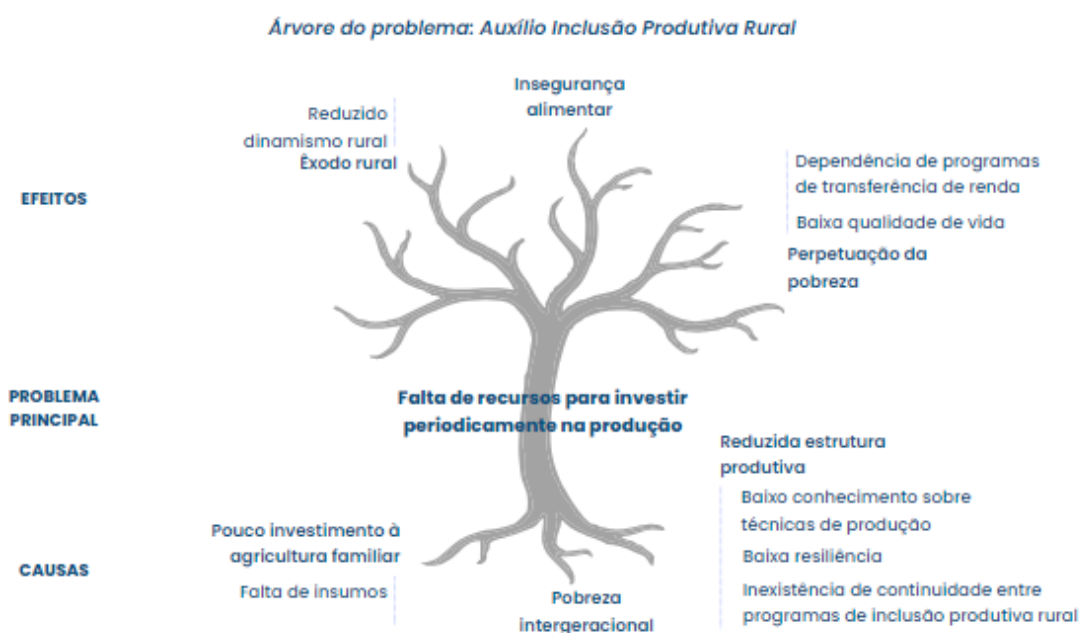 Árvore do problema: Auxílio Inclusão Produtiva Rural
Insegurança
alimentar
Reduzido
dinamismo rural
Êxodo rural
EFEITOS
Dependência de programas
de transferência de renda
Baixa qualidade de vida
Perpetuação da
pobreza
PROBLEMA
PRINCIPAL
Falta de recursos para investir
periodicamente na produção
CAUSAS
Pouco investimento à
agricultura familiar
Falta de insumos
Pobreza
intergeracional
Reduzida estrutura
produtiva
Baixo conhecimento sobre
técnicas de produção
Baixa resiliência
Inexistência de continuidade entre
programas de inclusão produtiva rural